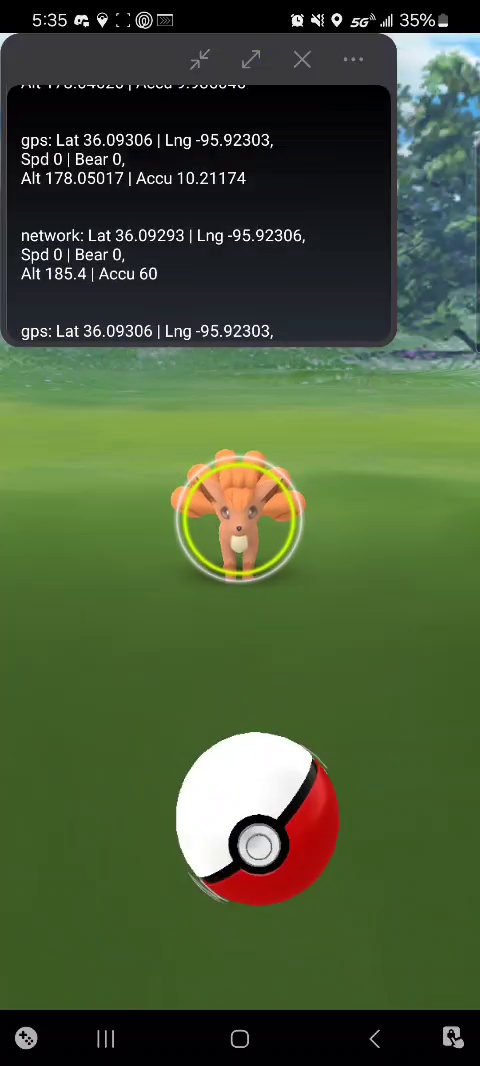 5:35
5G
35%
gps: Lat 36.09306 | Lng -95.92303,
Spd 0 | Bear 0,
Alt 178.05017 | Accu 10.21174
network: Lat 36.09293 | Lng -95.92306,
Spd 0 | Bear 0,
Alt 185.4 | Accu 60
gps: Lat 36.09306 | Lng -95.92303,